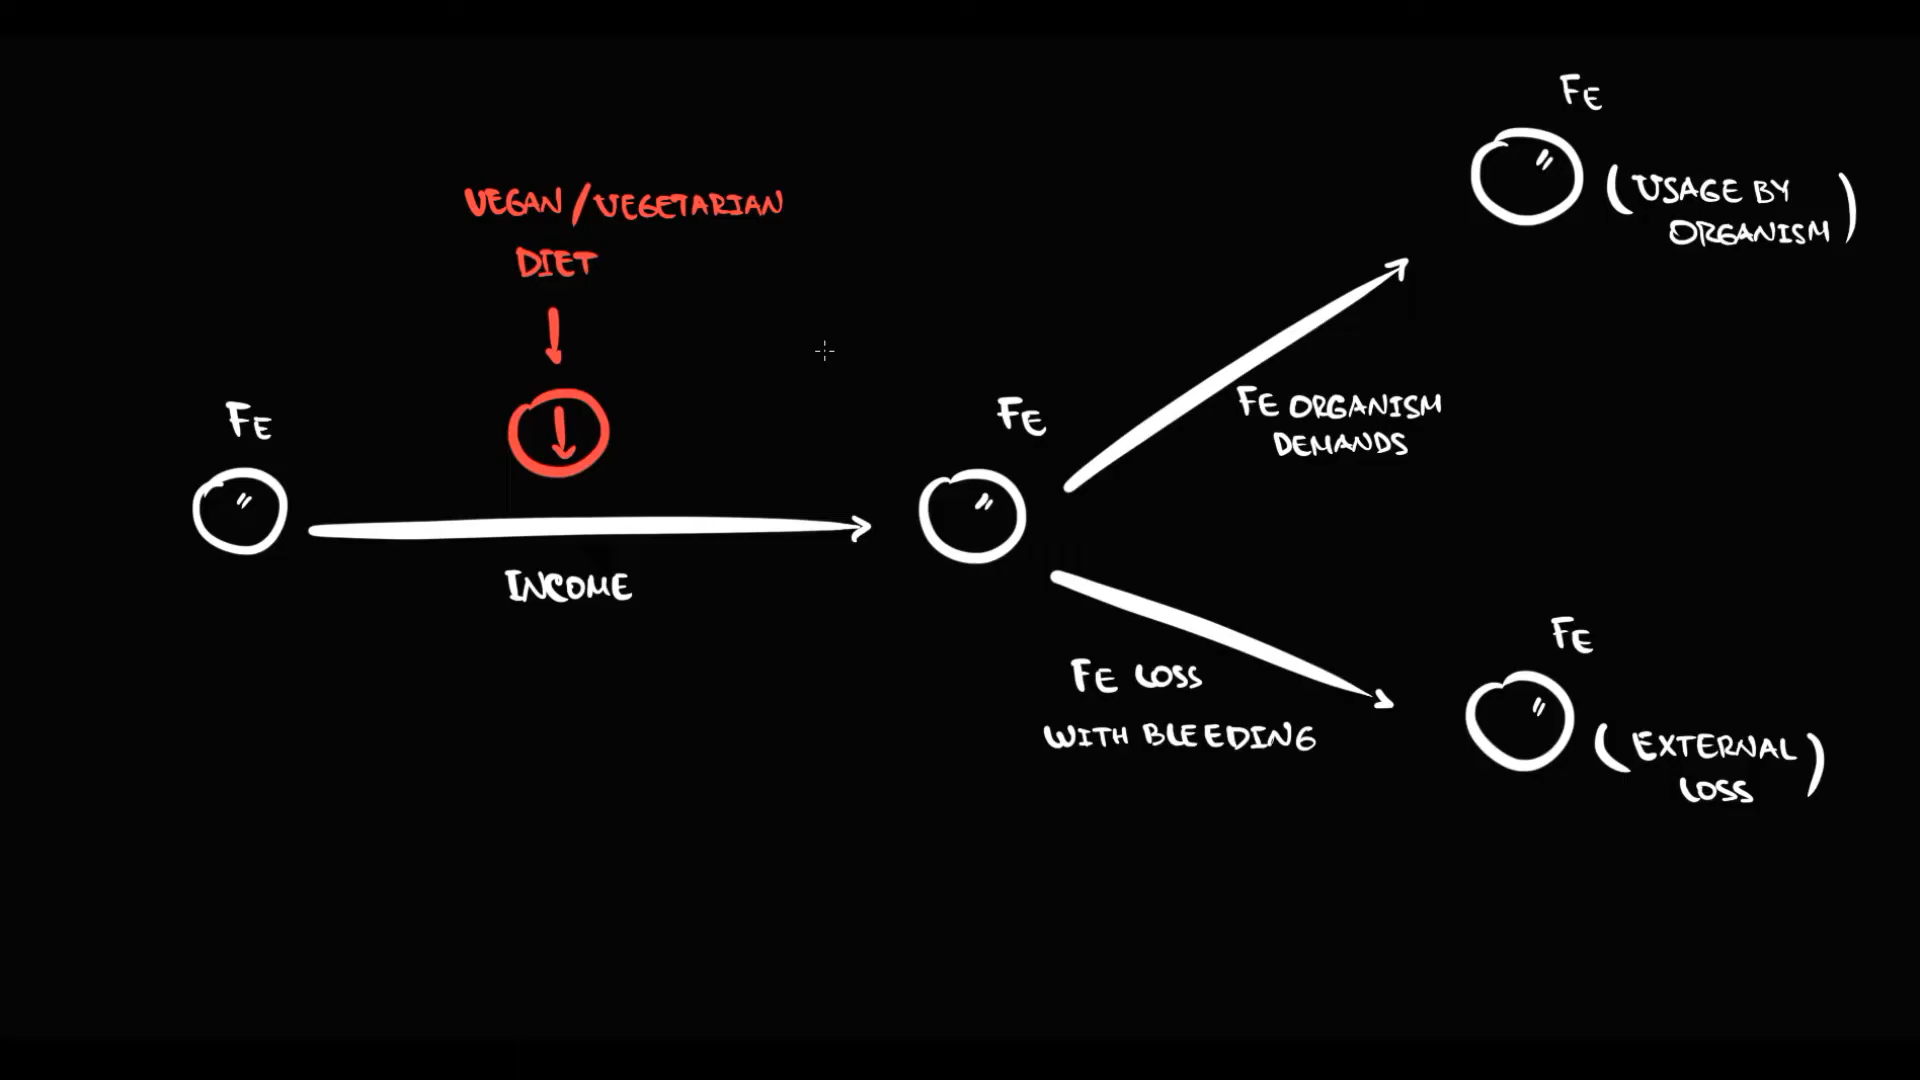 FE
VEGAN/VEGETARIAN
DIET
FE
INCOME
FE
(USAGE BY
ORGANISM)
FE ORGANISM
DEMANDS
FE LOSS
WITH BLEEDING
FE
(EXTERNAL
LOSS)